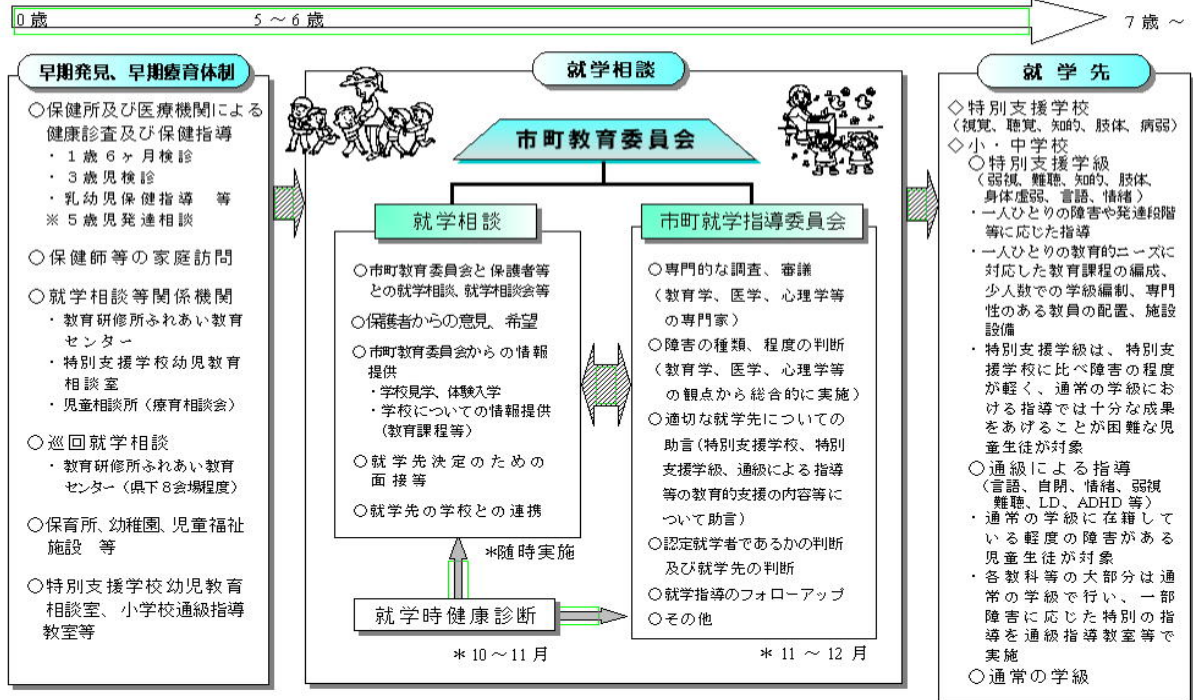 0歳
5～6歳
7歳～
早期発見、早期療育体制
○保健所及び医療機関による
健康診査及び保健指導
・１歳６ヶ月検診
・３歳児検診
・乳幼児保健指導　等
※５歳児発達相談
○保健師等の家庭訪問
○就学相談等関係機関
・教育研修所ふれあい教育
センター
・特別支援学校幼児教育
相談室
・児童相談所（療育相談会）
○巡回就学相談
・教育研修所ふれあい教育
センター（県下８会場程度）
○保育所、幼稚園、児童福祉
施設　等
○特別支援学校幼児教育
相談室、小学校通級指導
教室等
就学相談
市町教育委員会
就学相談
○市町教育委員会と保護者等
との就学相談、就学相談会等
○保護者からの意見、希望
○市町教育委員会からの情報
提供
・学校見学、体験入学
・学校についての情報提供
（教育課程等）
○就学先決定のための
面接等
○就学先の学校との連携
＊随時実施
就学時健康診断
＊10～11月
市町就学指導委員会
○専門的な調査、審議
（教育学、医学、心理学等
の専門家）
○障害の種類、程度の判断
（教育学、医学、心理学等
の観点から総合的に実施）
○適切な就学先についての
助言（特別支援学校、特別
支援学級、通級による指導
等の教育的支援の内容等に
ついて助言）
○認定就学者であるかの判断
及び就学先の判断
○就学指導のフォローアップ
○その他
＊11～12月
就学先
◇特別支援学校
（視覚、聴覚、知的、肢体、病弱）
◇小・中学校
○特別支援学級
（弱視、難聴、知的、肢体、
身体虚弱、言語、情緒）
・一人ひとりの障害や発達段階
等に応じた指導
・一人ひとりの教育的ニーズに
対応した教育課程の編成、
少人数での学級編制、専門
性のある教員の配置、施設
設備
・特別支援学級は、特別支
援学校に比べ障害の程度
が軽く、通常の学級にお
ける指導では十分な成果
をあげることが困難な児
童生徒が対象
○通級による指導
（言語、自閉、情緒、弱視
難聴、LD、ADHD等）
・通常の学級に在籍して
いる軽度の障害がある
児童生徒が対象
・各教科等の大部分は通
常の学級で行い、一部
障害に応じた特別の指
導を通級指導教室等で
実施
○通常の学級